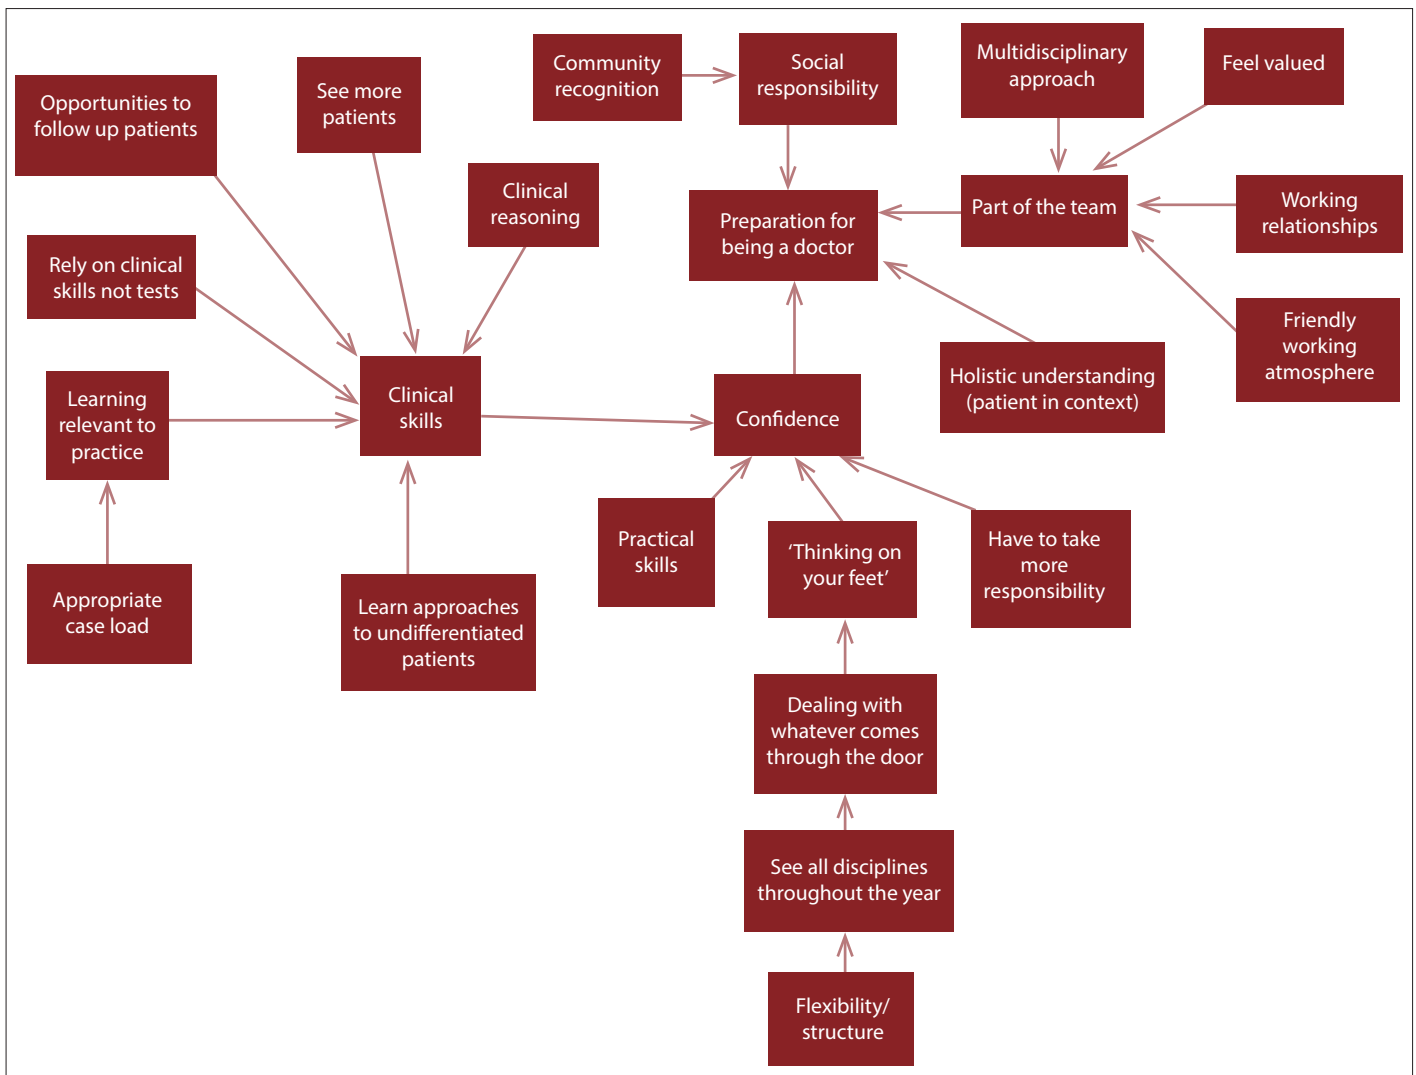 Community
recognition
Social
responsibility
Multidisciplinary
approach
Feel valued
Opportunities to
follow up patients
See more
patients
Clinical
reasoning
Preparation for
being a doctor
Part of the team
Working
relationships
Rely on clinical
skills not tests
Friendly
working
atmosphere
Holistic understanding
(patient in context)
Learning
relevant to
practice
Clinical
skills
Confidence
Practical
skills
‘Thinking on
your feet’
Have to take
more
responsibility
Appropriate
case load
Learn approaches
to undifferentiated
patients
Dealing with
whatever comes
through the door
See all disciplines
throughout the year
Flexibility/
structure